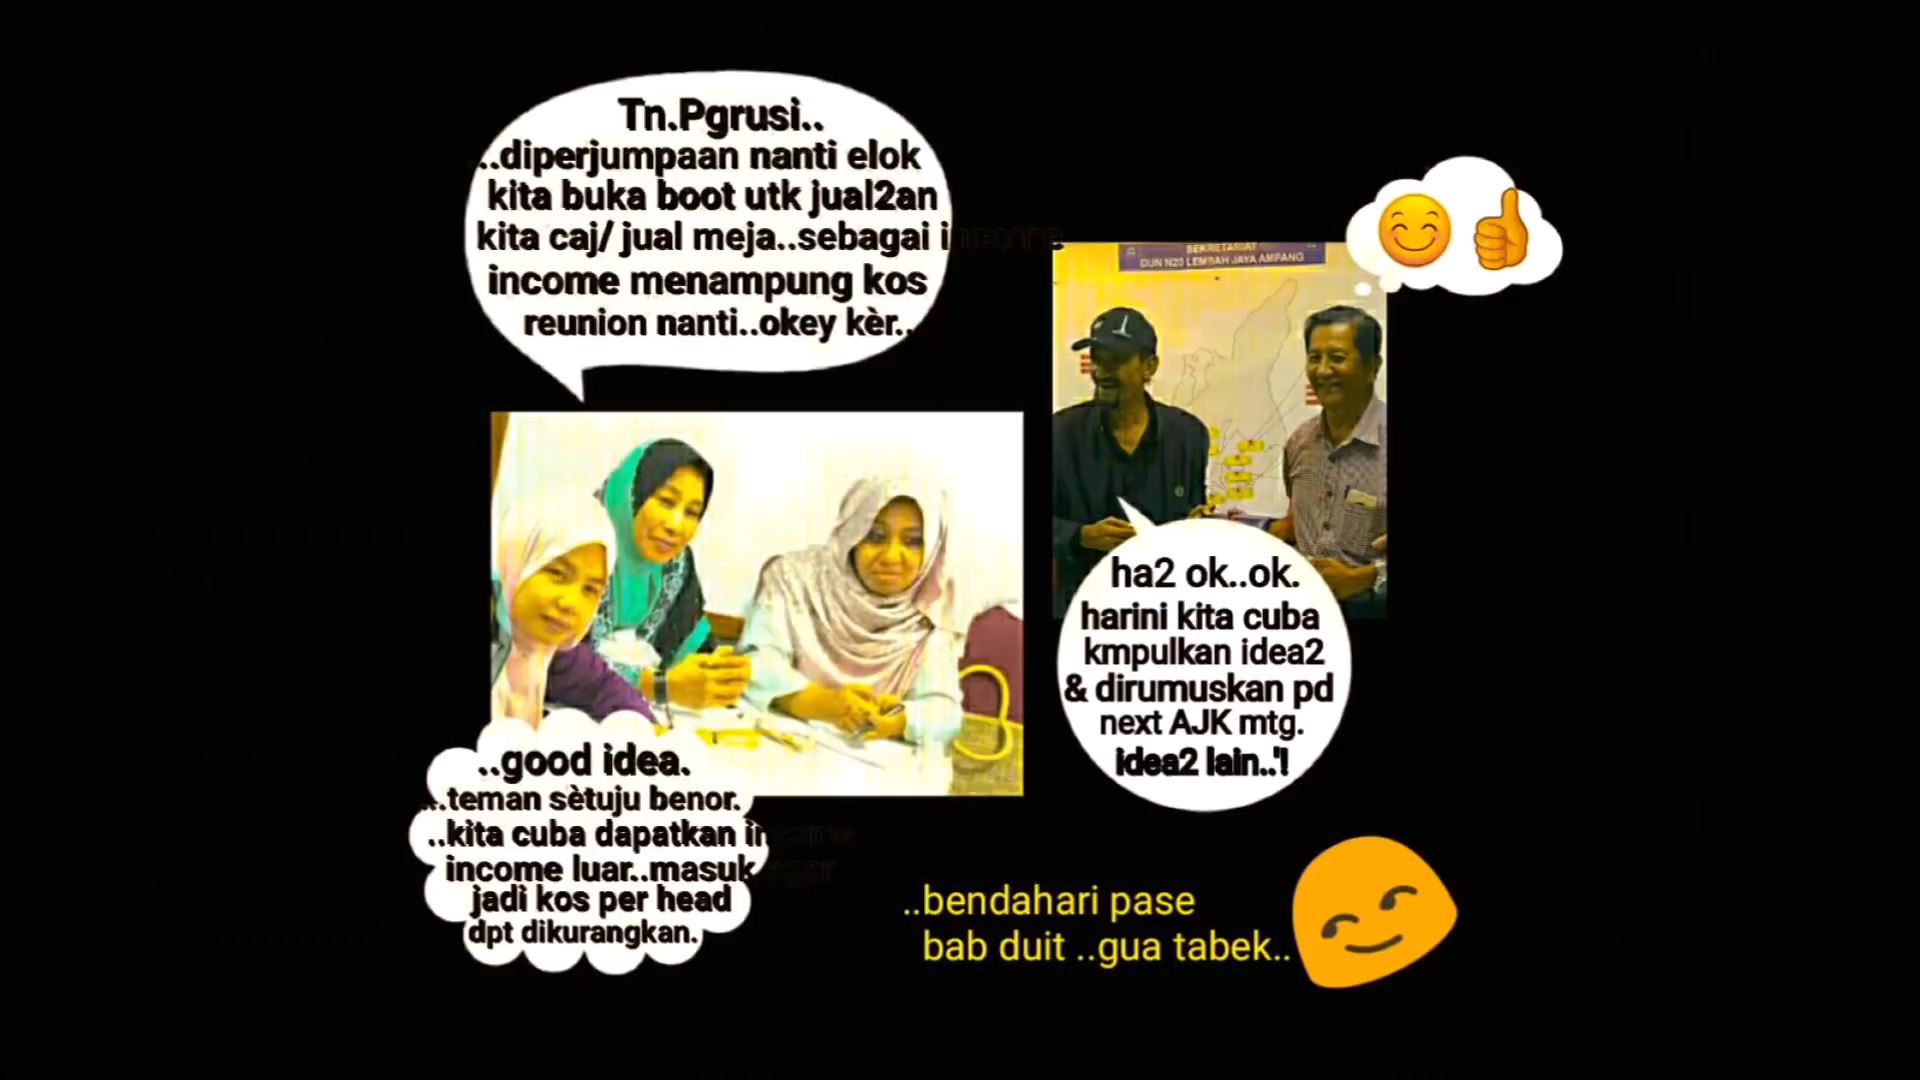 Tn.Pgrusi..
..diperjumpaan nanti elok
kita buka boot utk jual2an
kita caj/ jual meja..sebagai income
income menampung kos
reunion nanti..okey kèr..
SEKRETARIAT
DUN N20 LEMBAH JAYA AMPANG
ha2 ok..ok.
harini kita cuba
kmpulkan idea2
& dirumuskan pd
next AJK mtg.
idea2 lain..'!
..good idea.
..teman sètuju benor.
..kita cuba dapatkan income
income luar..masuk
jadi kos per head
dpt dikurangkan.
..bendahari pase
bab duit ..gua tabek..